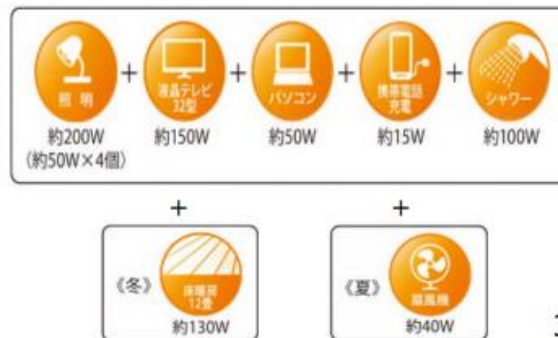 照明
+
液晶テレビ
32型
+
パソコン
+
携帯電話
充電
+
シャワー
約200W
(約50W×4個)
約150W
約50W
約15W
約100W
+
+
《冬》
床暖房
12畳
約130W
《夏》
扇風機
約40W